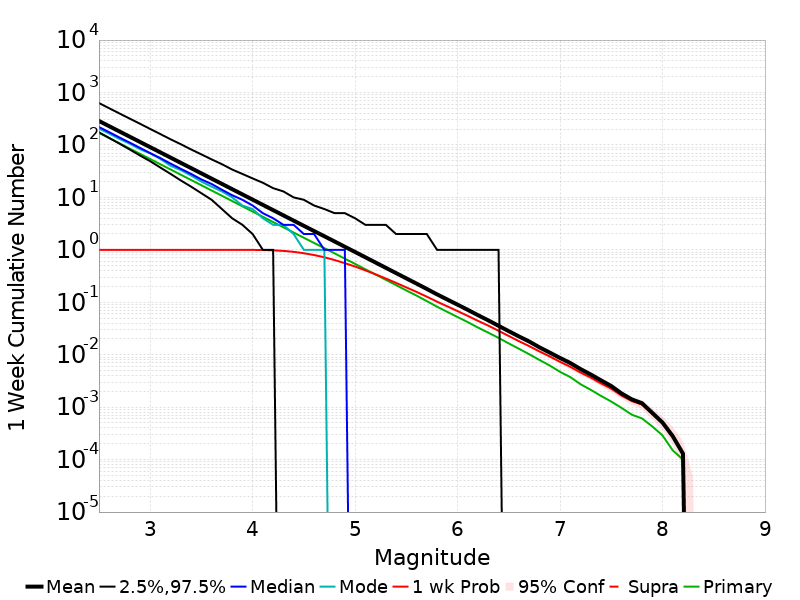 10^4
10^3
10^2
10^1
10^0
10^-1
10^-2
10^-3
10^-4
10^-5
1 Week Cumulative Number
3 4 5 6 7 8 9
Magnitude
Mean 2.5%,97.5% Median Mode 1 wk Prob 95% Conf Supra Primary